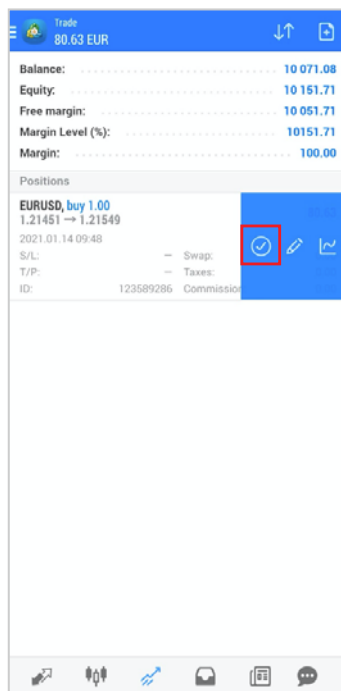 Trade
80.63 EUR
Balance: 10 071.08
Equity: 10 151.71
Free margin: 10 051.71
Margin Level (%): 10151.71
Margin: 100.00
Positions
EURUSD, buy 1.00
1.21451 → 1.21549
2021.01.14 09:48
S/L: – Swap:
T/P: – Taxes:
ID: 123589286 Commission